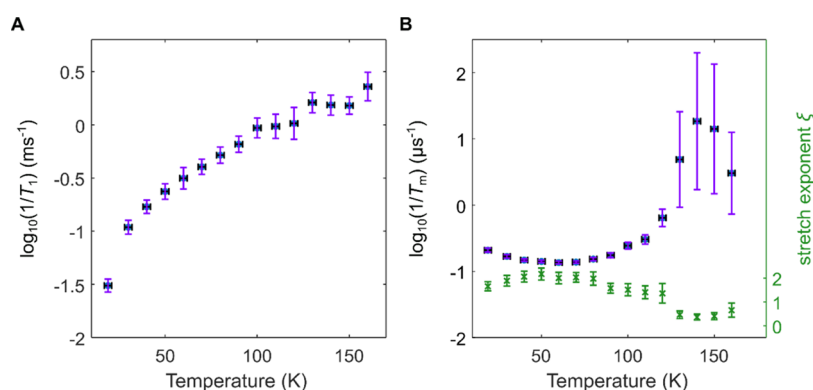 A
B
0.5
0
-0.5
-1
-1.5
-2
log10(1/T1) (ms-1)
50
100
150
Temperature (K)
2
1
0
-1
-2
log10(1/Tm) (μs-1)
50
100
150
Temperature (K)
2
1
0
stretch exponent ξ